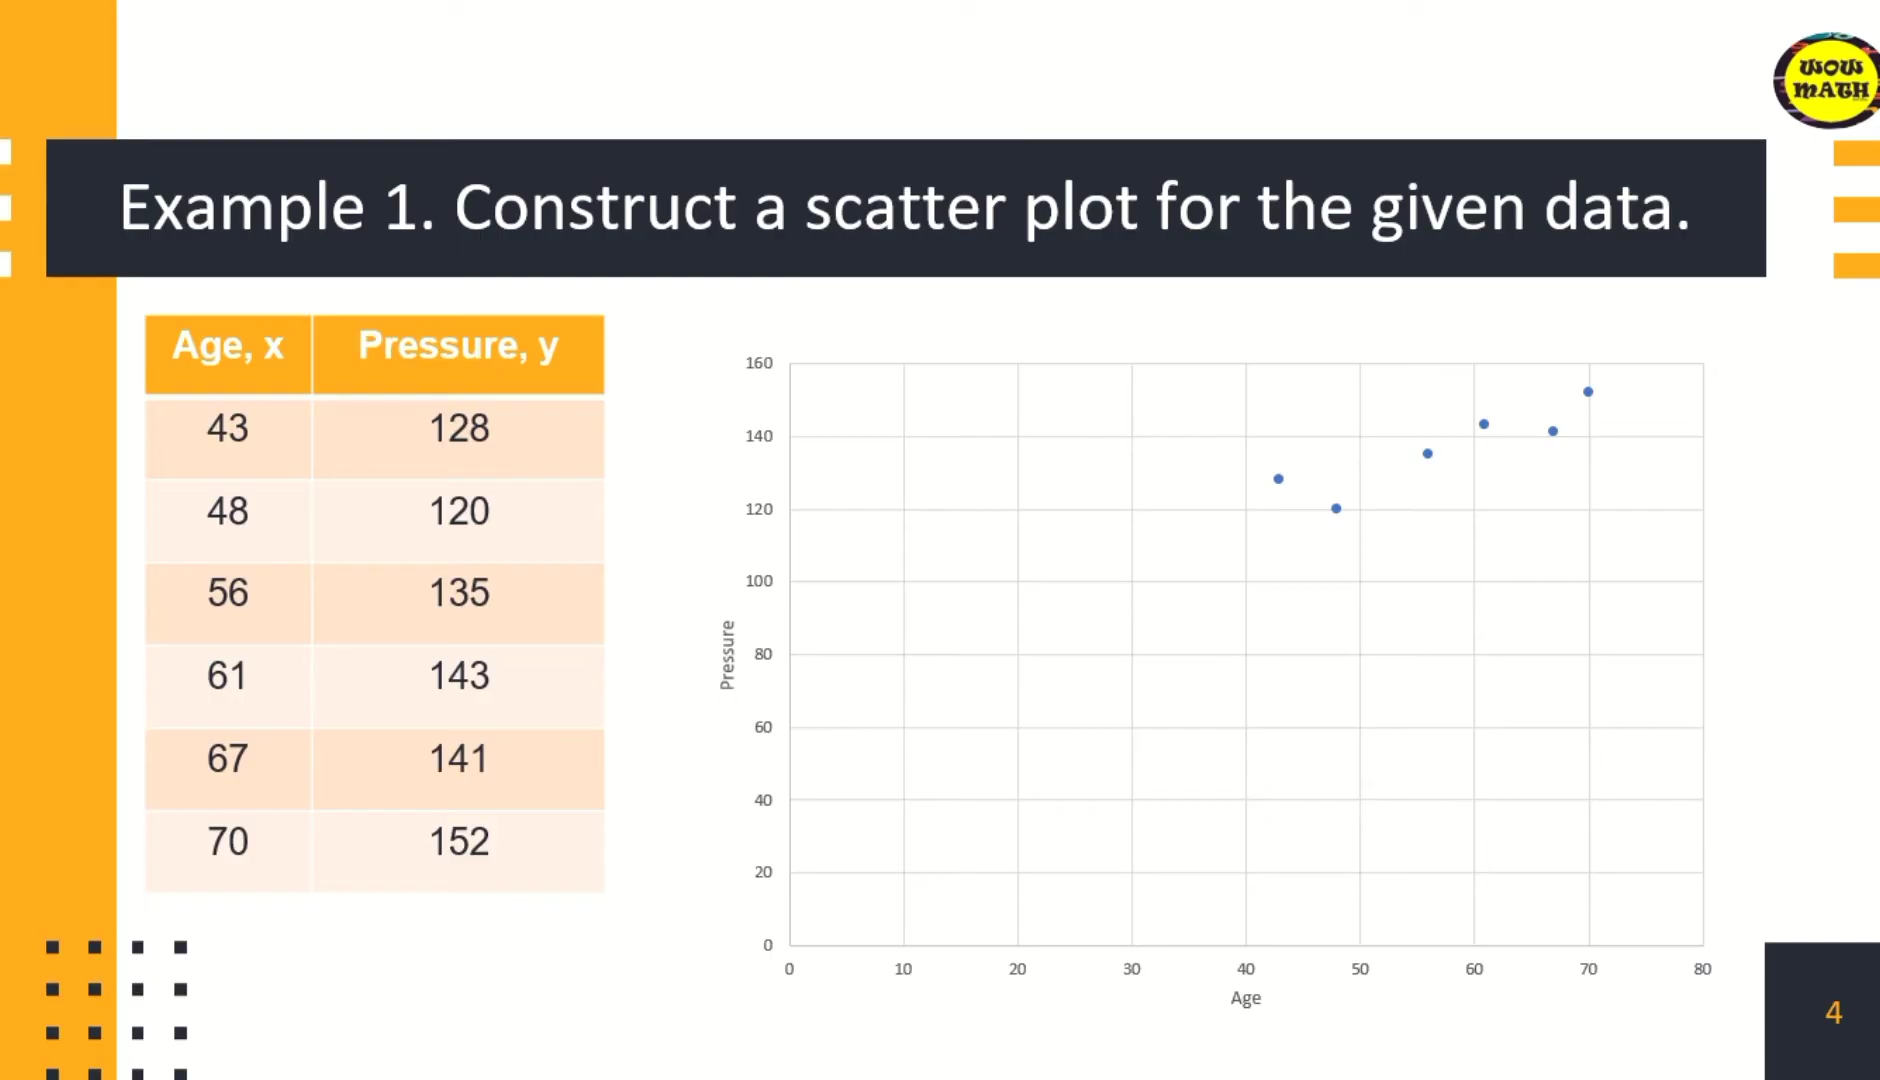 WOW
MATH
Example 1. Construct a scatter plot for the given data.
Age, x Pressure, y
43 128
48 120
56 135
61 143
67 141
70 152
160
140
120
100
80
60
40
20
0
Pressure
0 10 20 30 40 50 60 70 80
Age
4